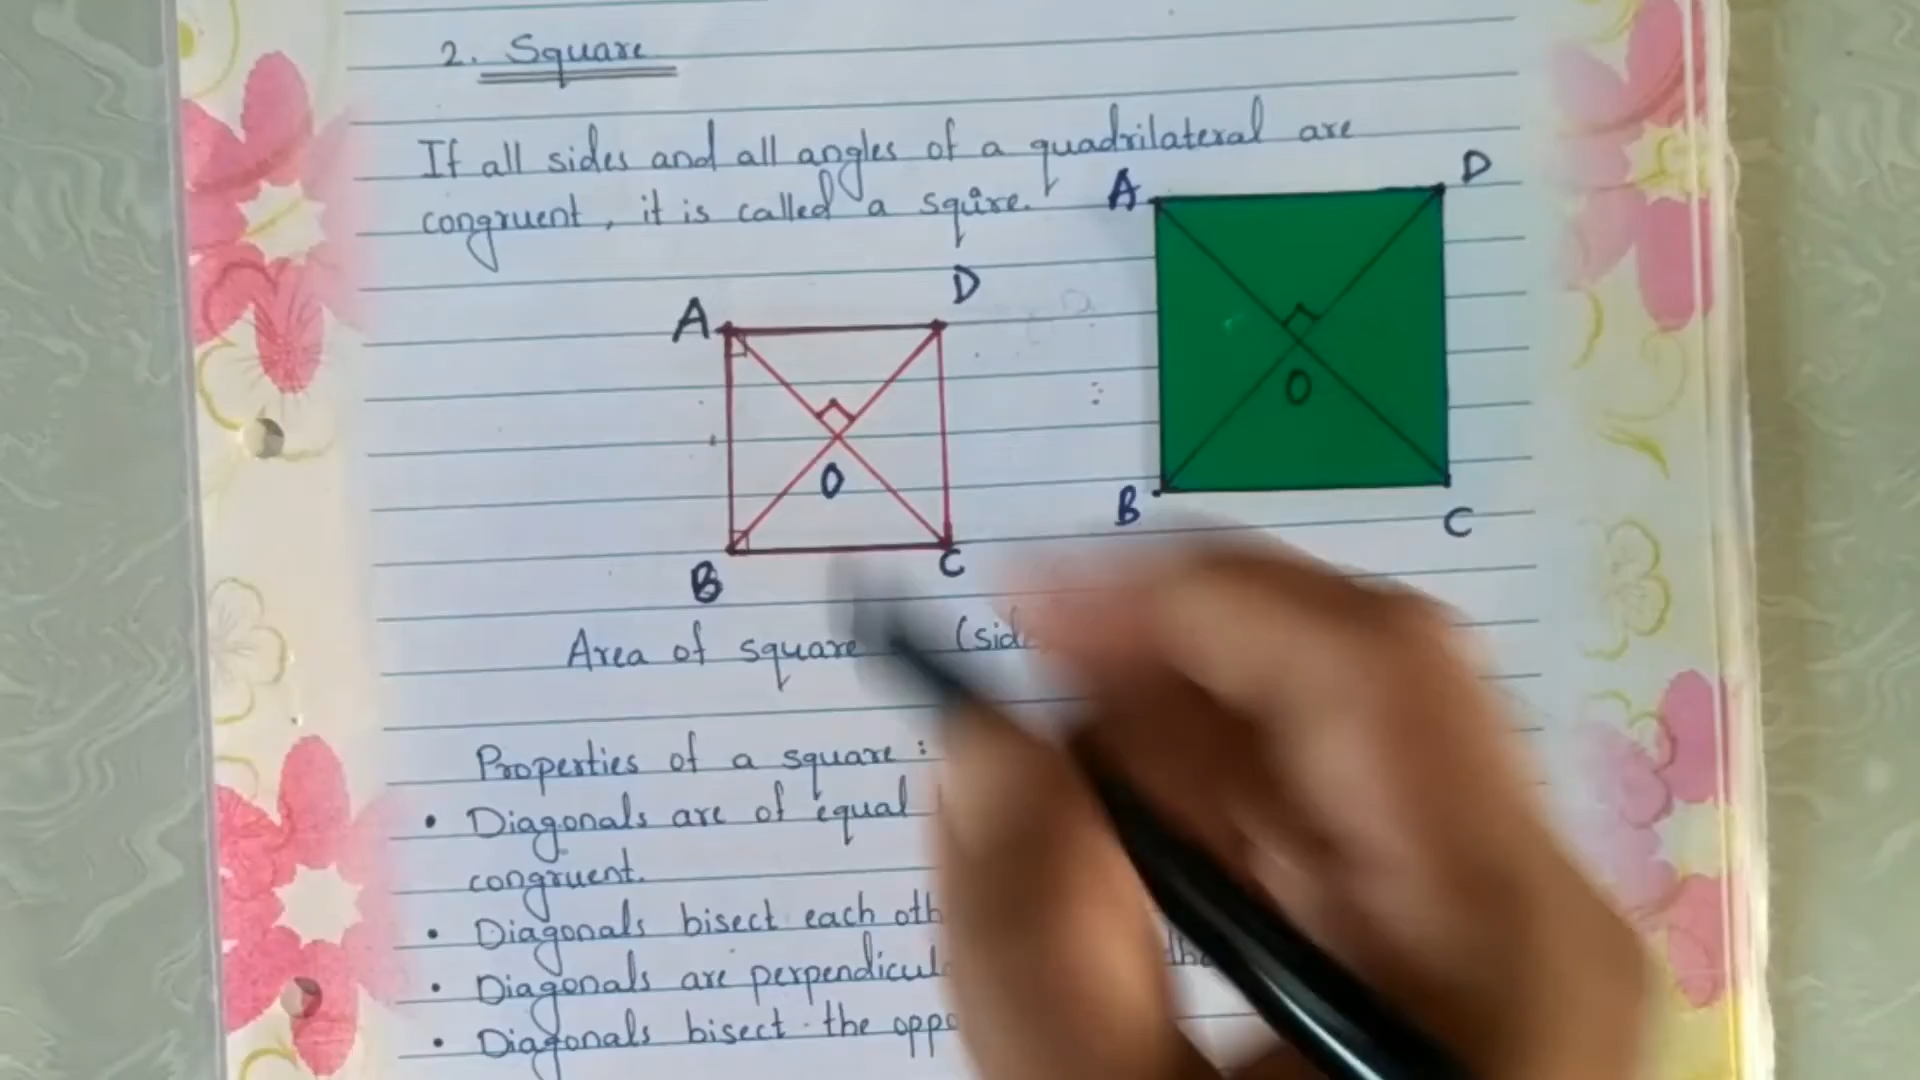 2. Square
If all sides and all angles of a quadrilateral are
congruent, it is called a squire.
A D
A D
O
O
B C
B C
Area of square (sid
Properties of a square :
• Diagonals are of equal
congruent.
• Diagonals bisect each oth
• Diagonals are perpendicul
• Diagonals bisect the oppo